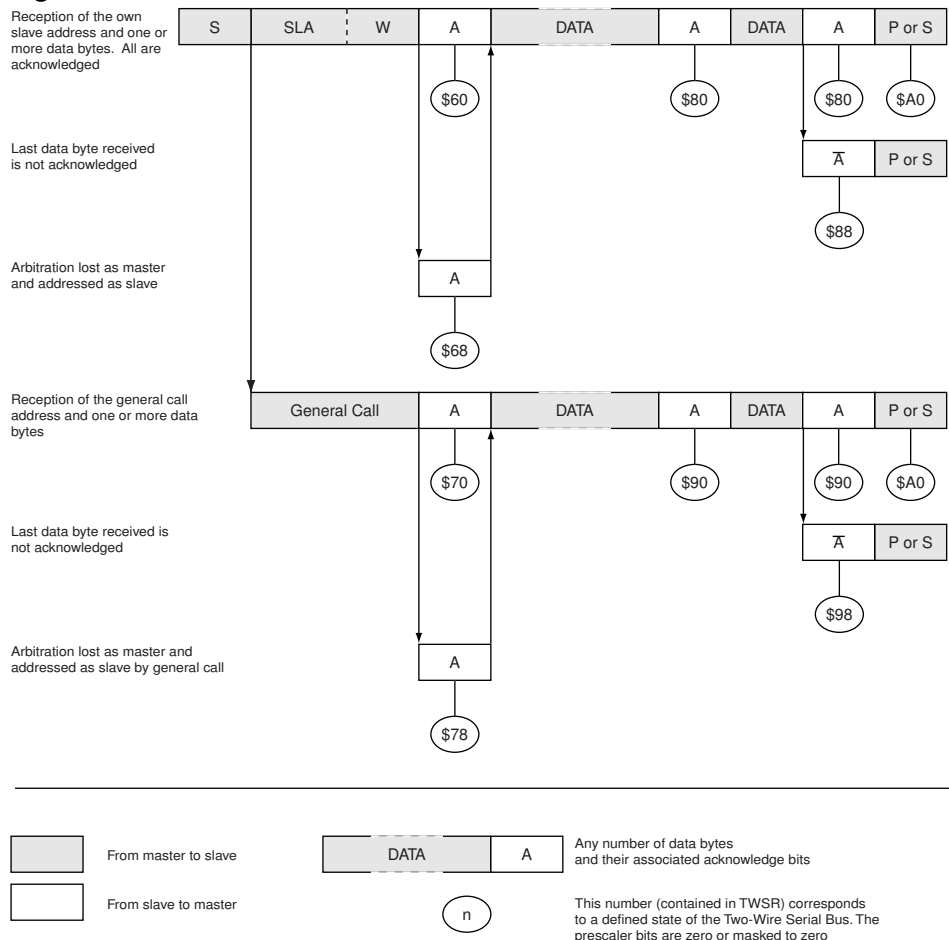 Reception of the own
slave address and one or
more data bytes. All are
acknowledged
S SLA W A DATA A DATA A P or S
$60 $80 $80 $A0
Last data byte received
is not acknowledged
A̅ P or S
$88
Arbitration lost as master
and addressed as slave
A
$68
Reception of the general call
address and one or more data
bytes
General Call A DATA A DATA A P or S
$70 $90 $90 $A0
Last data byte received is
not acknowledged
A̅ P or S
$98
Arbitration lost as master and
addressed as slave by general call
A
$78
From master to slave
DATA A
Any number of data bytes
and their associated acknowledge bits
From slave to master
n
This number (contained in TWSR) corresponds
to a defined state of the Two-Wire Serial Bus. The
prescaler bits are zero or masked to zero